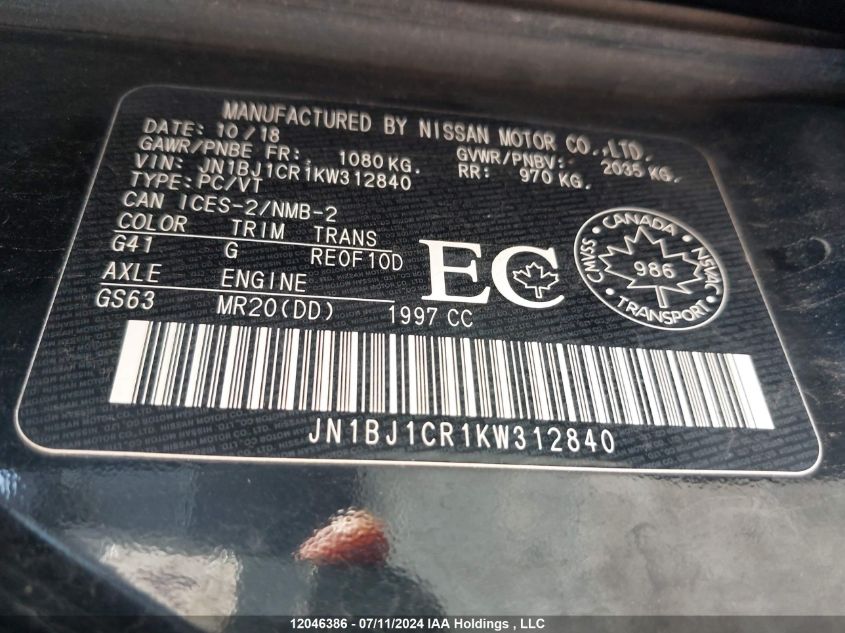 MANUFACTURED BY NISSAN MOTOR CO.,LTD.
DATE: 10/18
GAWR/PNBE FR: 1080 KG. GVWR/PNBV: 2035 KG.
VIN: JN1BJ1CR1KW312840 RR: 970 KG.
TYPE: PC/VT
CAN ICES-2/NMB-2
COLOR TRIM TRANS
G41 G RE0F10D
AXLE ENGINE
GS63 MR20(DD) 1997 CC
EC
CANADA
CMVSS 986 NSVAC
TRANSPORT
JN1BJ1CR1KW312840
12046386 - 07/11/2024 IAA Holdings , LLC